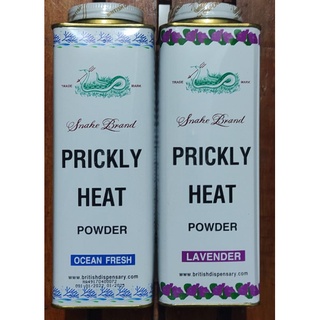 TRADE MARK
Snake Brand
PRICKLY
HEAT
POWDER
OCEAN FRESH
www.britishdispensary.com
TRADE MARK
Snake Brand
PRICKLY
HEAT
POWDER
LAVENDER
www.britishdispensary.com